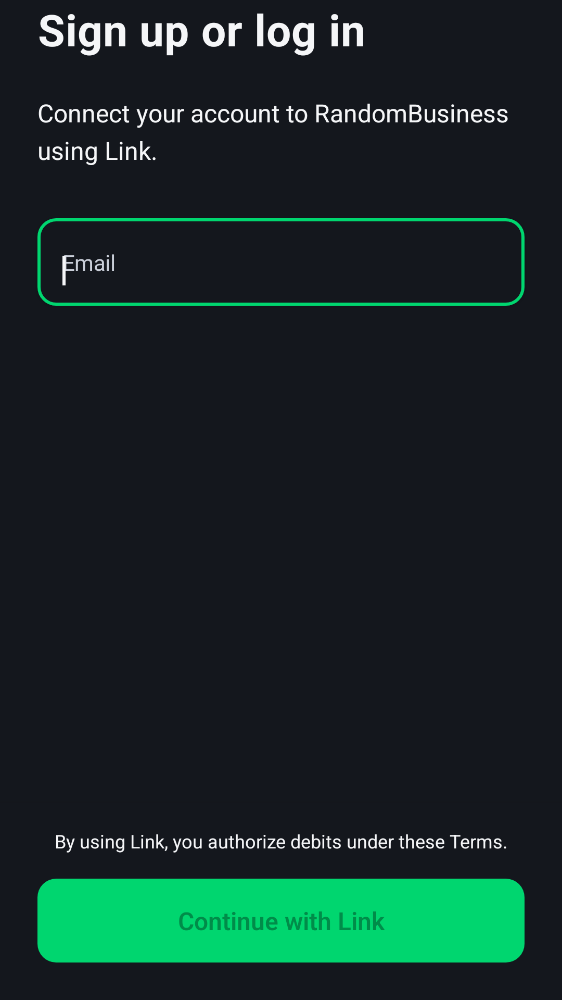 Sign up or log in
Connect your account to RandomBusiness
using Link.
Email
By using Link, you authorize debits under these Terms.
Continue with Link